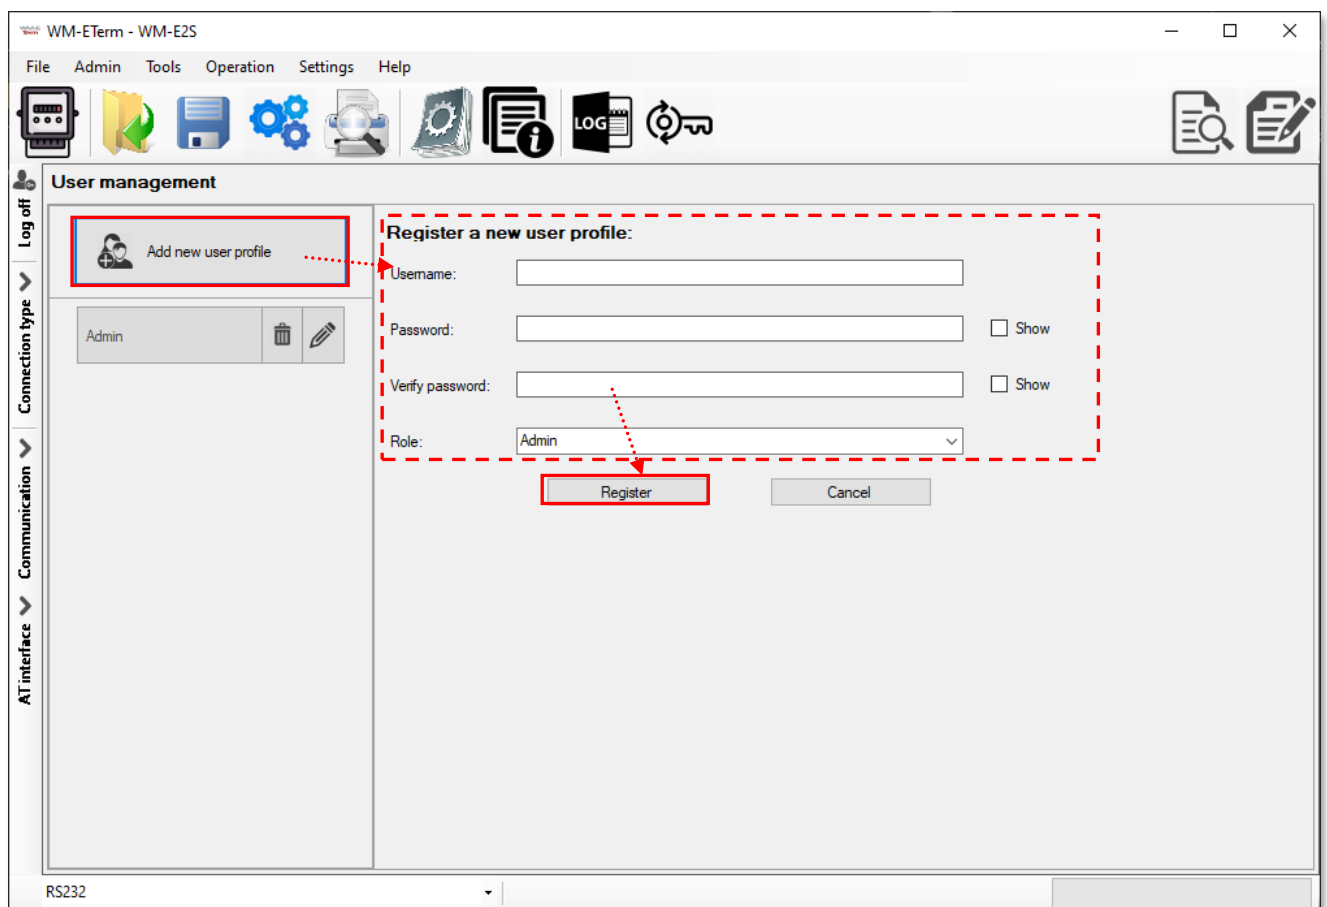 WM-ETerm - WM-E2S
File Admin Tools Operation Settings Help
LOG
User management
Log off
Connection type
Communication
AT interface
Add new user profile
Admin
Register a new user profile:
Username:
Password:
Show
Verify password:
Show
Role:
Admin
Register
Cancel
RS232